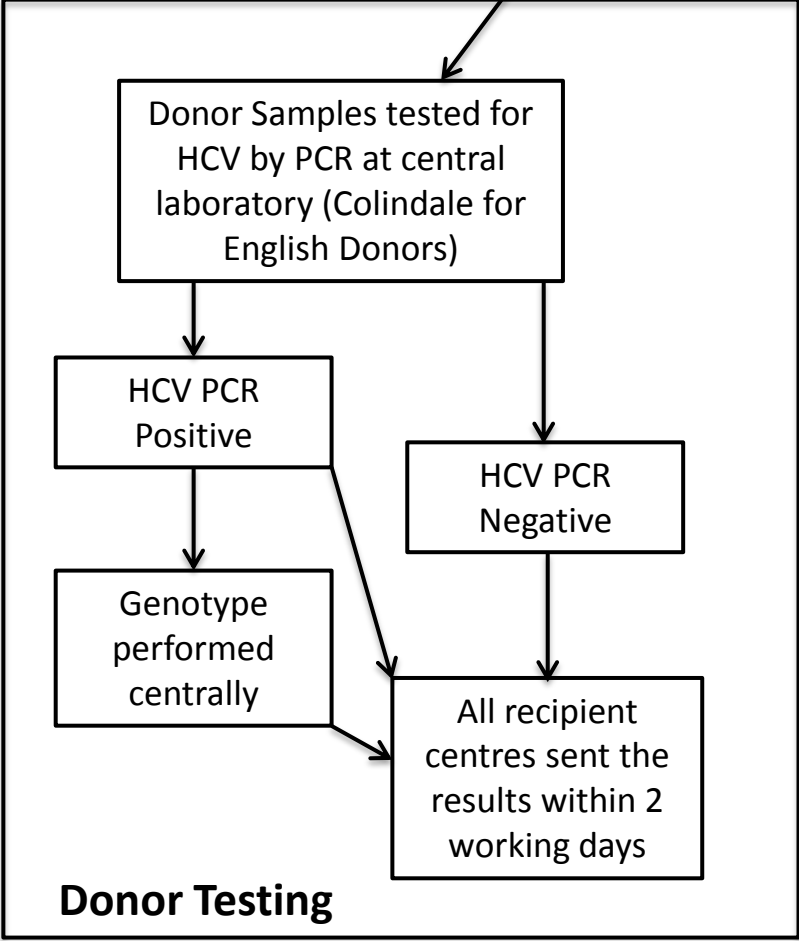 Donor Samples tested for
HCV by PCR at central
laboratory (Colindale for
English Donors)
HCV PCR
Positive
HCV PCR
Negative
Genotype
performed
centrally
All recipient
centres sent the
results within 2
working days
Donor Testing